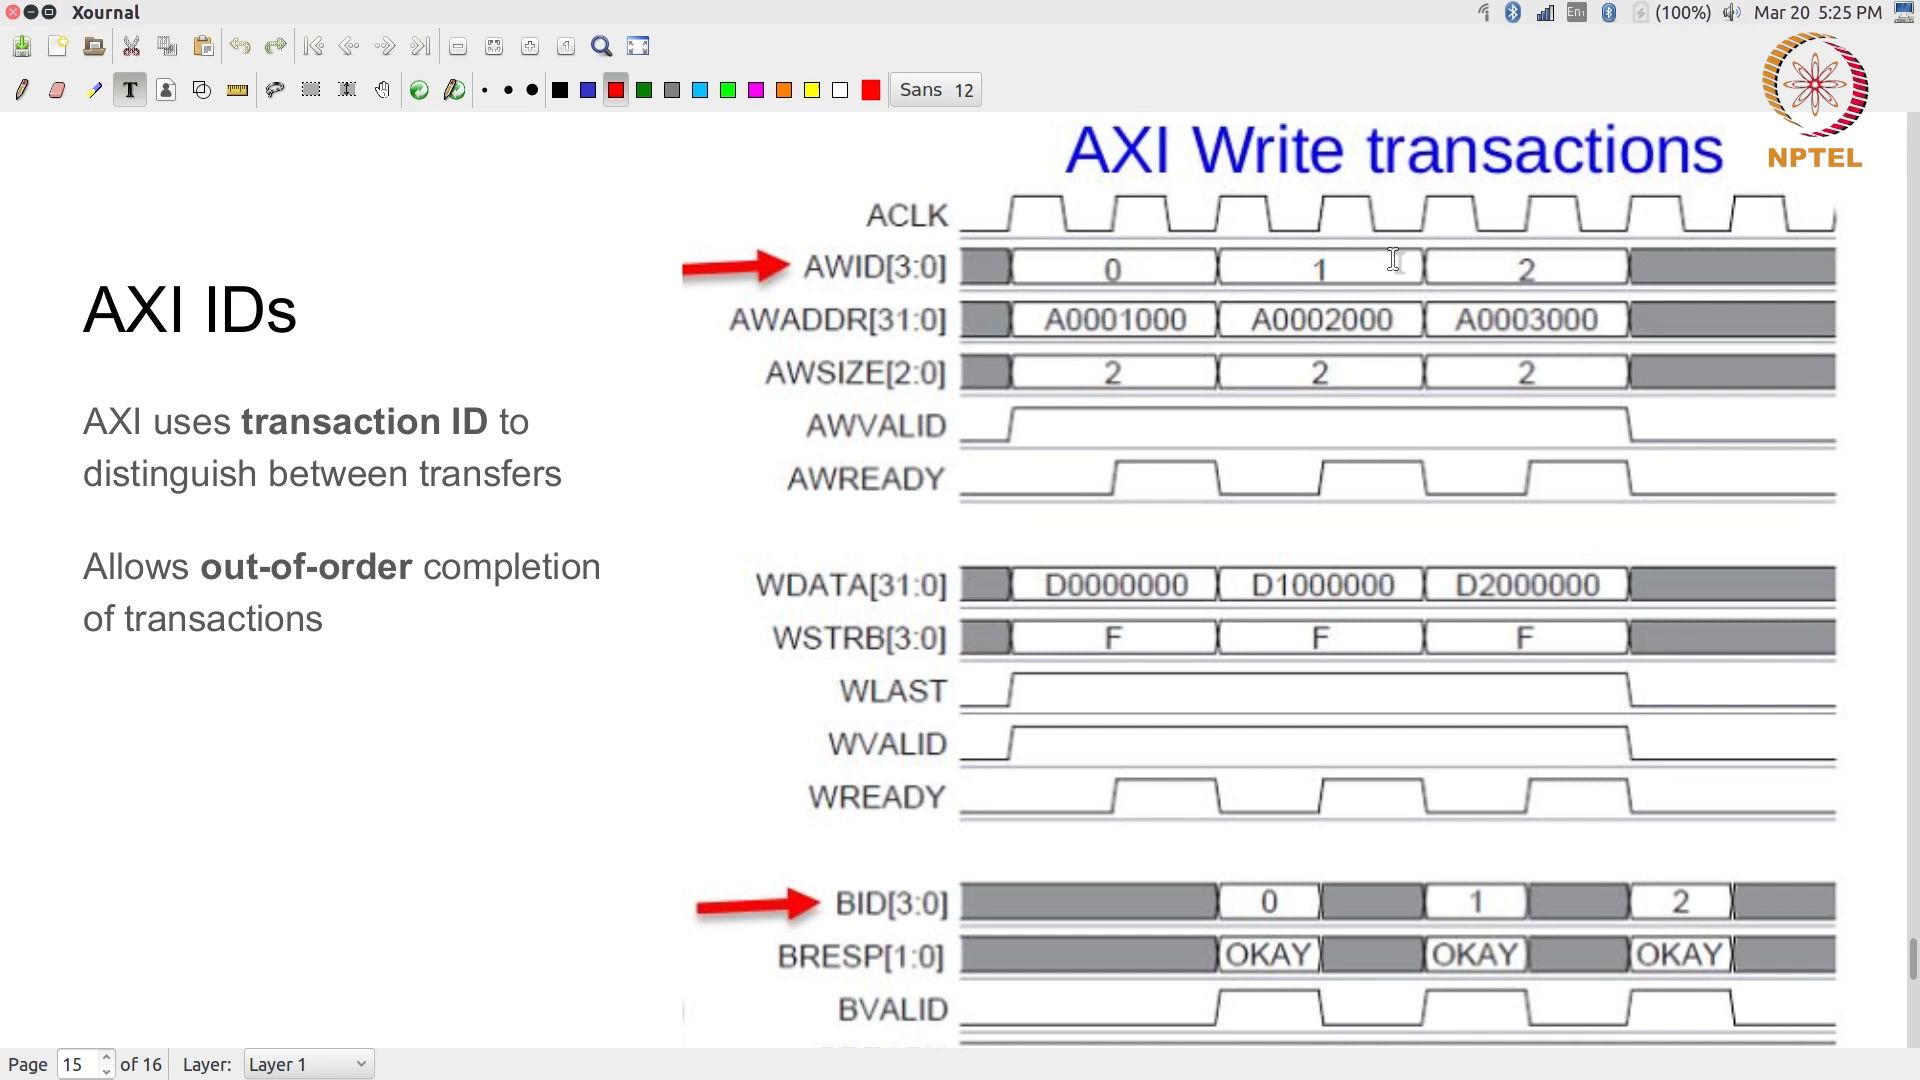 Xournal
En₁
(100%)
Mar 20 5:25 PM
T
Sans 12
NPTEL
AXI Write transactions
AXI IDs
AXI uses transaction ID to
distinguish between transfers
Allows out-of-order completion
of transactions
ACLK
AWID[3:0] 0 1 2
AWADDR[31:0] A0001000 A0002000 A0003000
AWSIZE[2:0] 2 2 2
AWVALID
AWREADY
WDATA[31:0] D0000000 D1000000 D2000000
WSTRB[3:0] F F F
WLAST
WVALID
WREADY
BID[3:0] 0 1 2
BRESP[1:0] OKAY OKAY OKAY
BVALID
Page 15 of 16 Layer: Layer 1